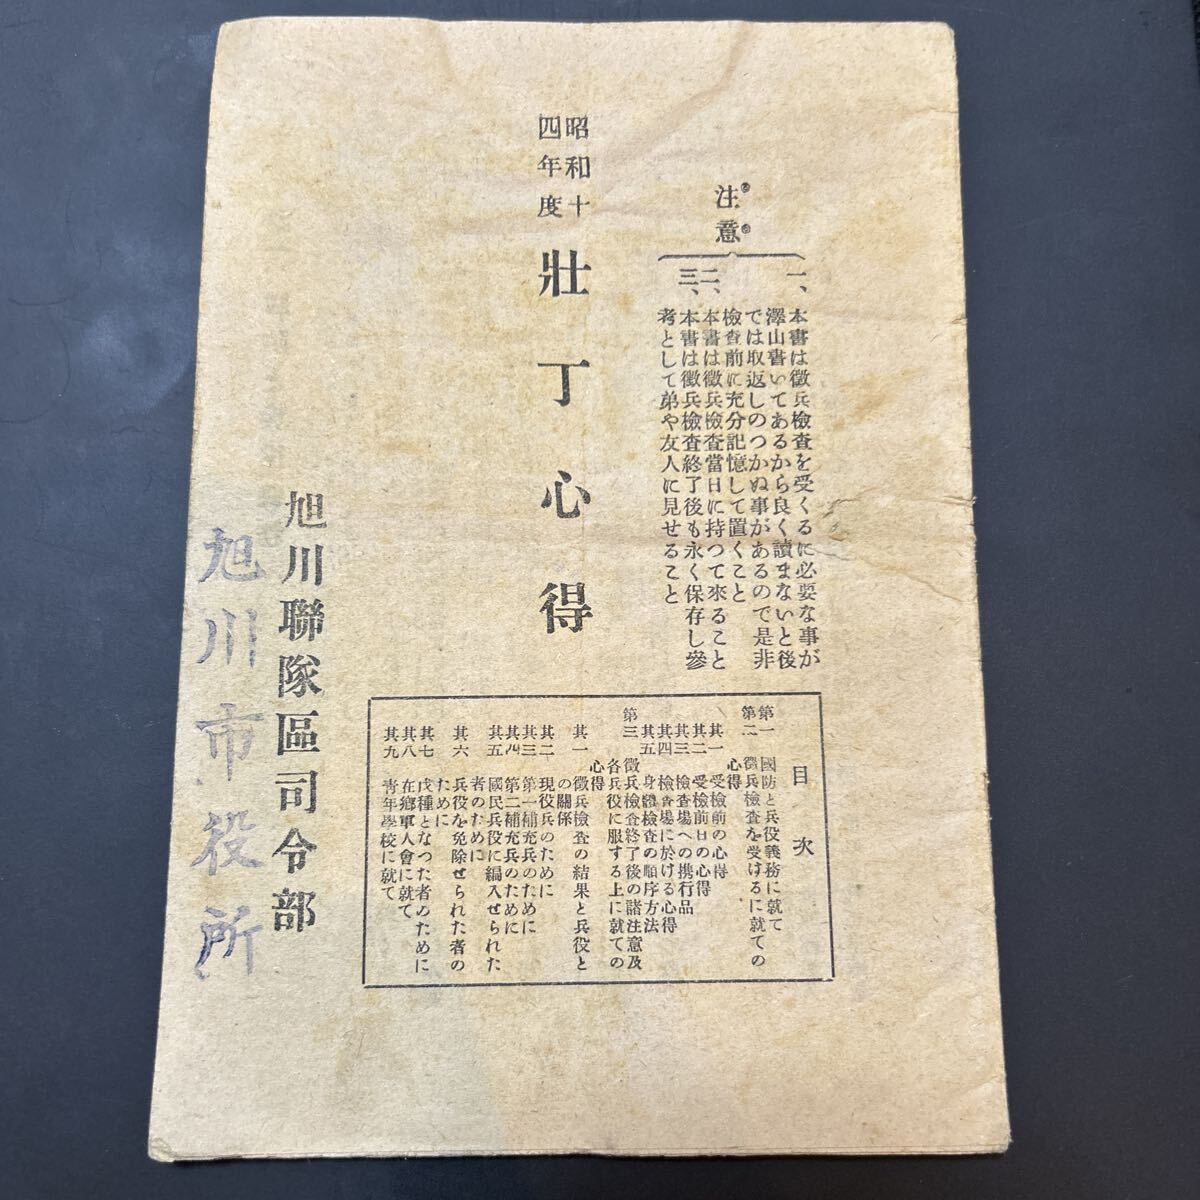 注意
一、本書は徴兵檢査を受くるに必要な事が
澤山書いてあるから良く讀まないと後
では取返しのつかぬ事があるので是非
檢査前に充分記憶して置くこと
二、本書は徴兵檢査當日に持つて來ること
三、本書は徴兵檢査終了後も永く保存し參
考として弟や友人に見せること
昭和十
四年度
壯丁心得
目次
第一 國防と兵役義務に就て
第二 徴兵檢査を受けるに就ての
心得
其一 受檢前の心得
其二 受檢前日の心得
其三 檢査場への携行品
其四 檢査場に於ける心得
其五 身體檢査の順序方法
第三 徴兵檢査終了後の諸注意及
各兵役に服する上に就ての
心得
其一 徴兵檢査の結果と兵役と
の關係
其二 現役兵のために
其三 第一補充兵のために
其四 第二補充兵のために
其五 國民兵役に編入せられた
者のために
其六 兵役を免除せられた者の
ために
其七 戊種となつた者のために
其八 在鄕軍人會に就て
其九 靑年學校に就て
旭川聯隊區司令部
旭川市役所